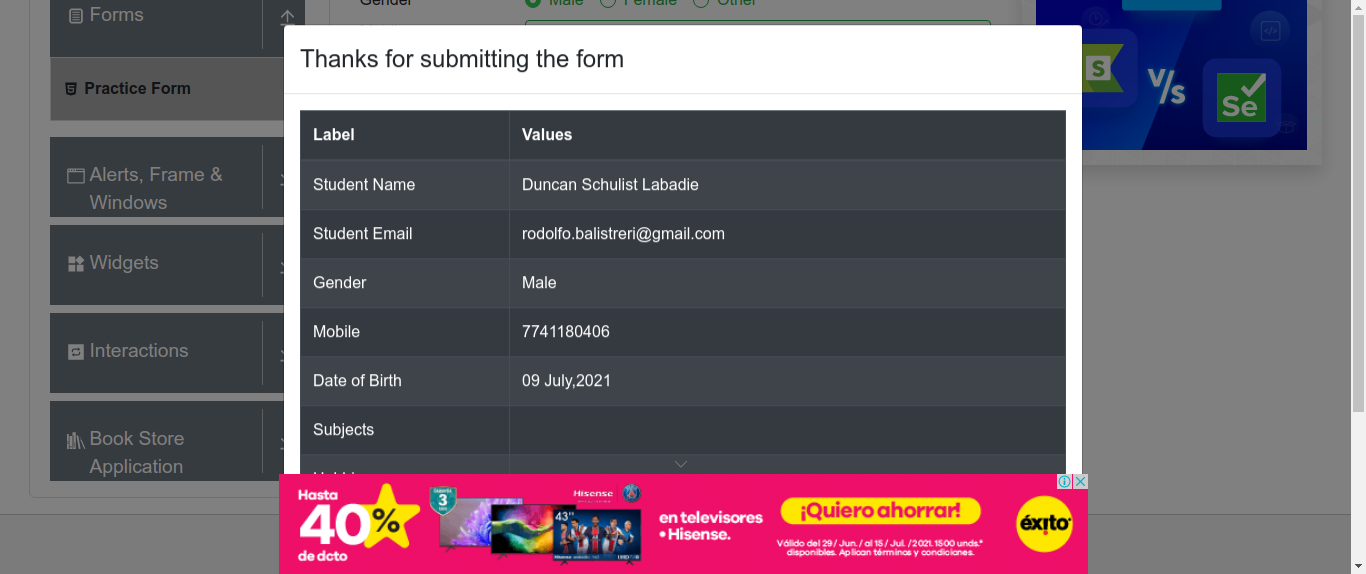 Forms
Gender Male Female Other
Practice Form
Alerts, Frame &
Windows
Widgets
Interactions
Book Store
Application
Thanks for submitting the form
Label Values
Student Name Duncan Schulist Labadie
Student Email rodolfo.balistreri@gmail.com
Gender Male
Mobile 7741180406
Date of Birth 09 July,2021
Subjects
S V/s Se
Hasta
40%
de dcto
3
Hisense
43"
Hisense
en televisores
• Hisense.
¡Quiero ahorrar!
Válido del 29 / Jun. / al 15 / Jul. / 2021. 1500 unds.*
disponibles. Aplican términos y condiciones.
éxito